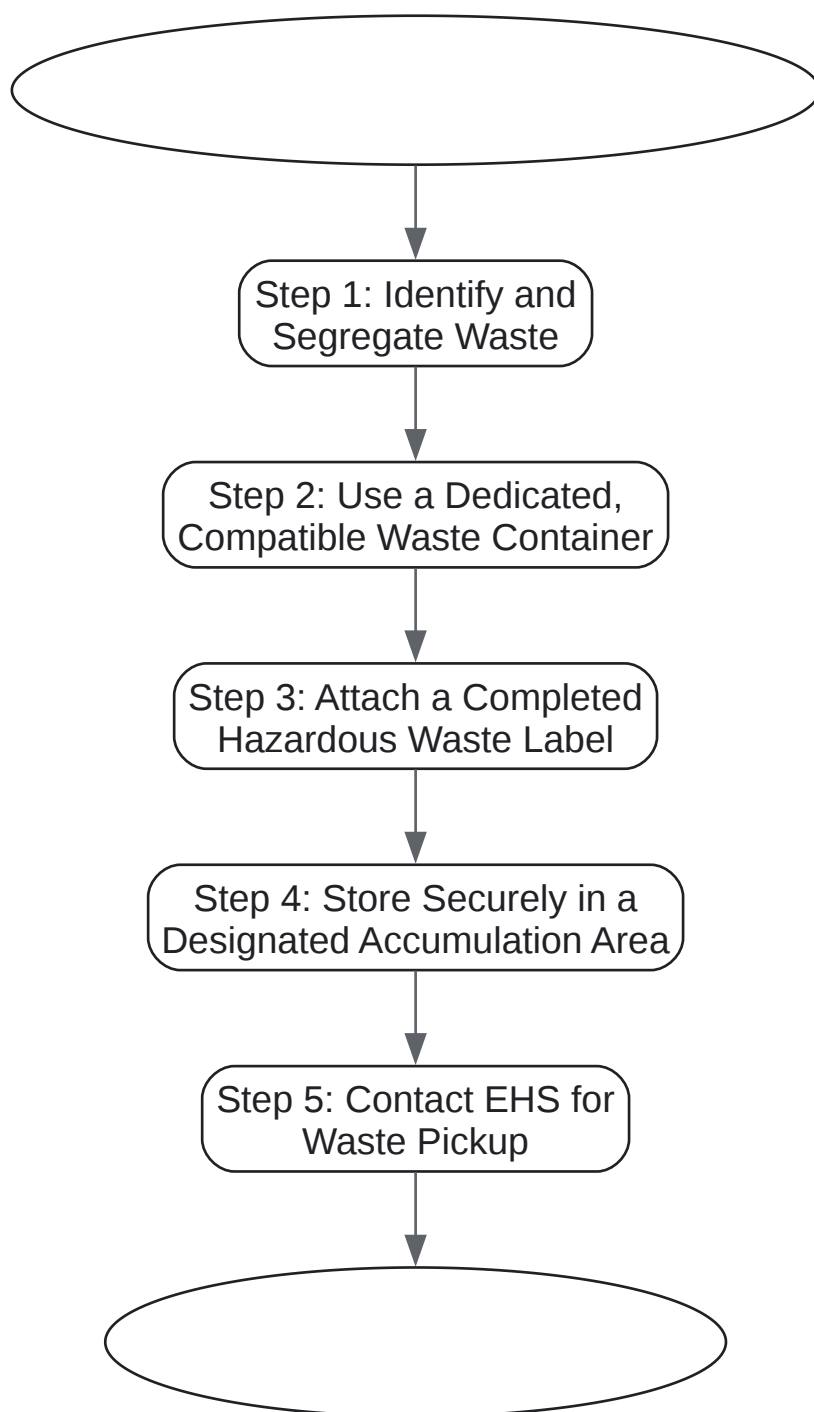 Step 1: Identify and
Segregate Waste
Step 2: Use a Dedicated,
Compatible Waste Container
Step 3: Attach a Completed
Hazardous Waste Label
Step 4: Store Securely in a
Designated Accumulation Area
Step 5: Contact EHS for
Waste Pickup